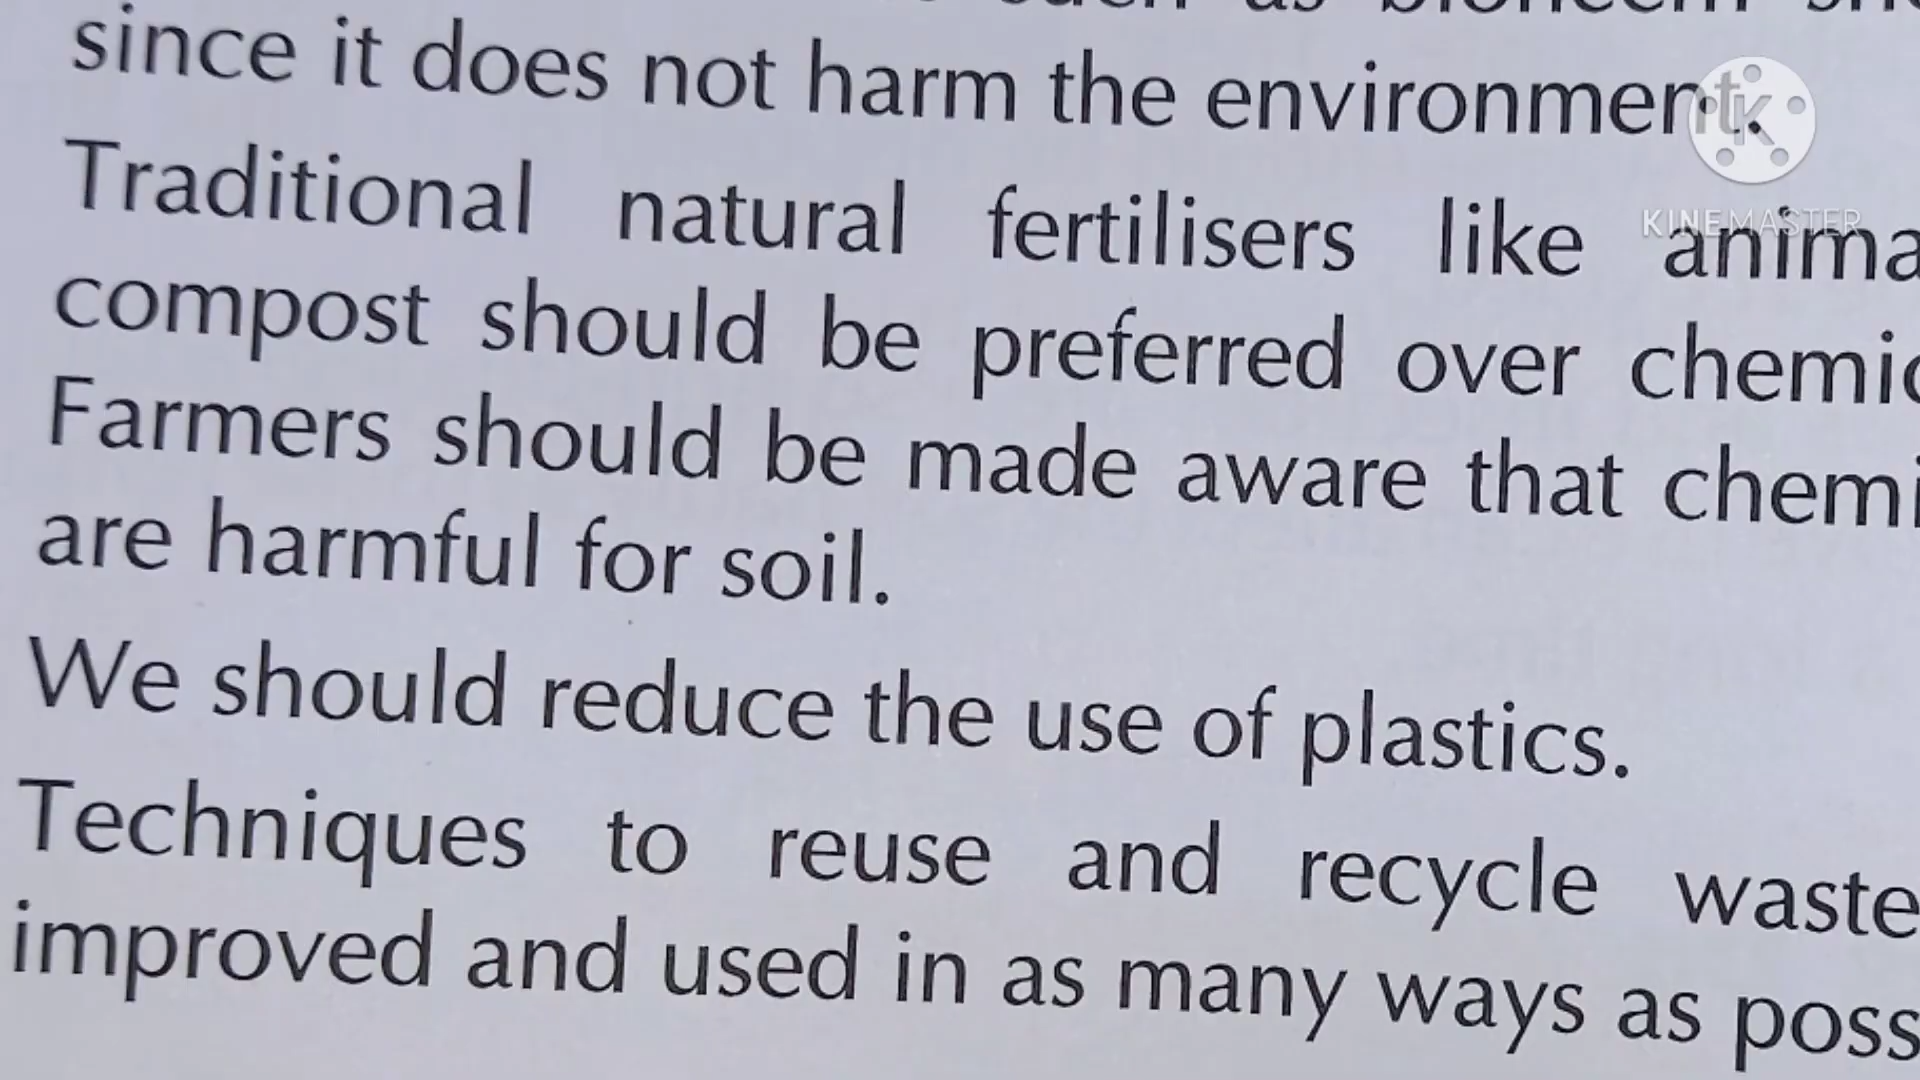 as
since it does not harm the environment.
Traditional natural fertilisers like
compost should be preferred over
Farmers should be made aware that
are harmful for soil.
We should reduce the use of plastics.
Techniques to reuse and recycle waste
improved and used in as many ways as
KINEMASTER